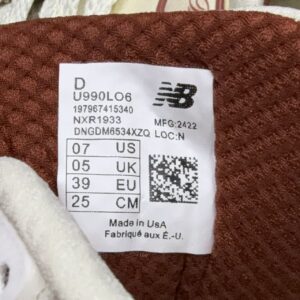 D
U990LO6
197967415340
NXR1933 MFG:2422
DNGDM6534XZQ LOC:N
NB
07 US
05 UK
39 EU
25 CM
Made in UsA
Fabriqué aux É.-U.